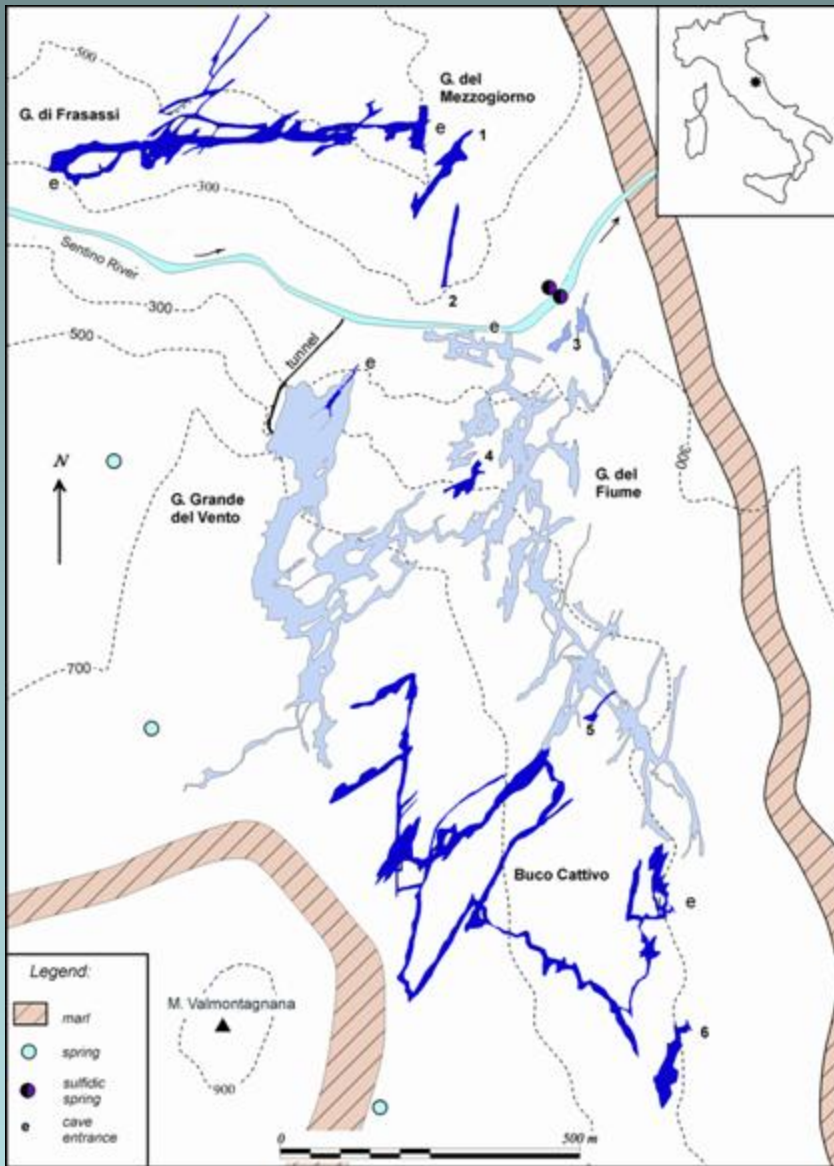 500
G. di Frasassi
G. del
Mezzogiorno
e
1
e
e
300
Sentino River
2
300
500
tunnel
e
e
3
N
4
G. del
Fiume
300
G. Grande
del Vento
700
5
Buco Cattivo
e
Legend:
marl
spring
sulfidic
spring
e
cave
entrance
M. Valmontagnana
900
6
0
500 m